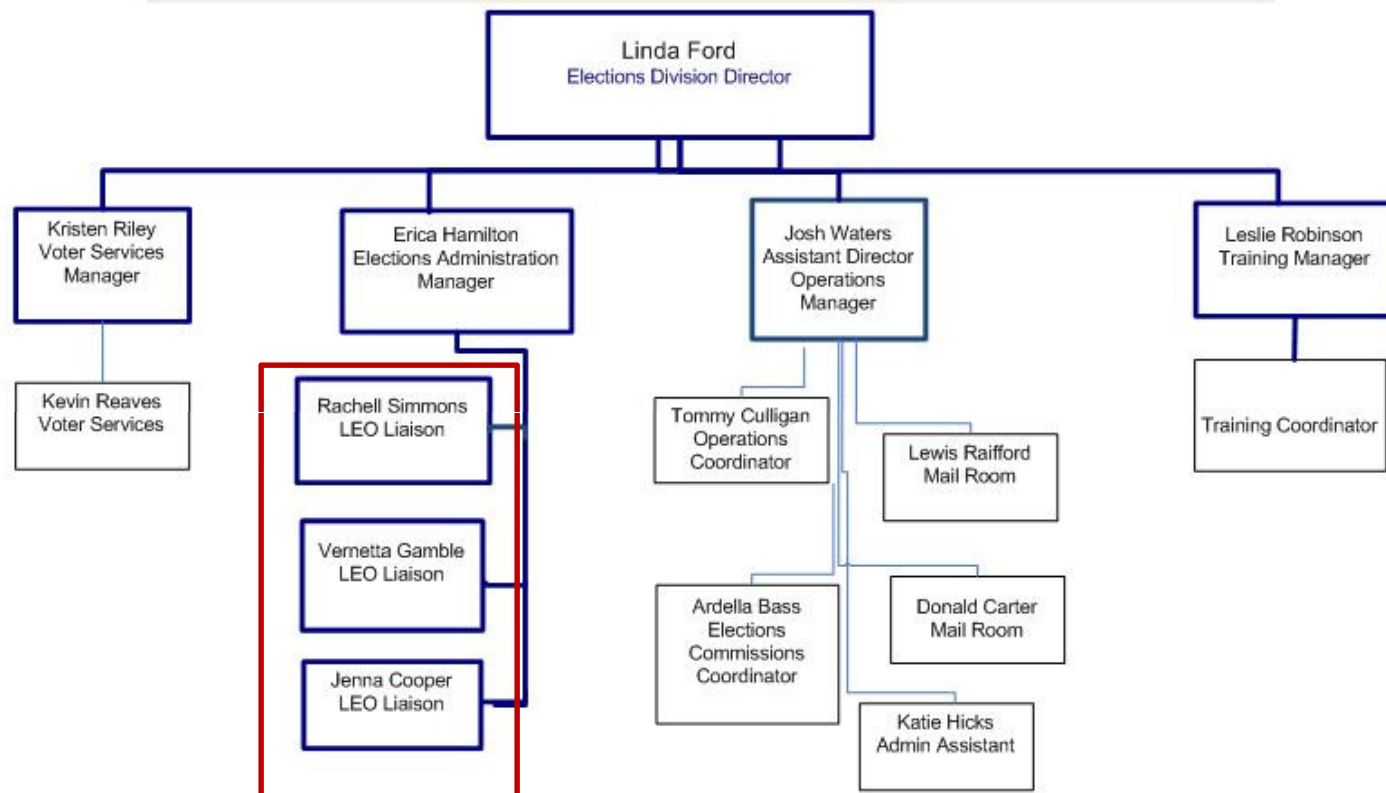 Linda Ford
Elections Division Director
Kristen Riley
Voter Services
Manager
Erica Hamilton
Elections Administration
Manager
Josh Waters
Assistant Director
Operations
Manager
Leslie Robinson
Training Manager
Kevin Reaves
Voter Services
Rachell Simmons
LEO Liaison
Vernetta Gamble
LEO Liaison
Jenna Cooper
LEO Liaison
Tommy Culligan
Operations
Coordinator
Lewis Raifford
Mail Room
Ardella Bass
Elections
Commissions
Coordinator
Donald Carter
Mail Room
Katie Hicks
Admin Assistant
Training Coordinator